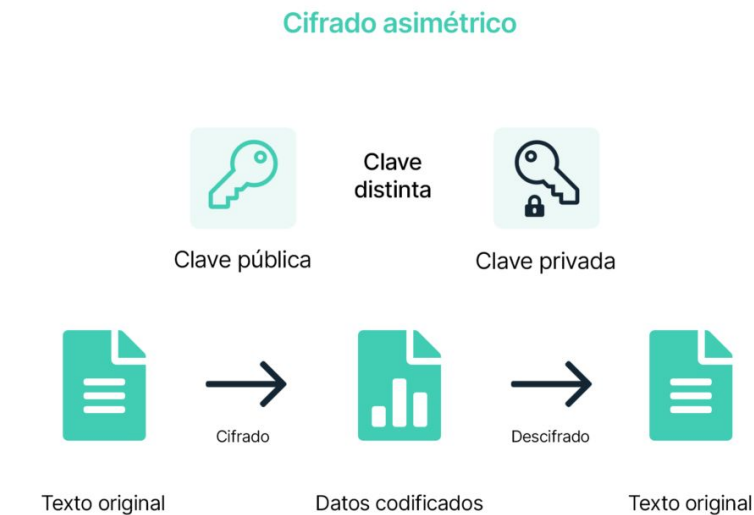 Cifrado asimétrico
Clave
distinta
Clave pública
Clave privada
Cifrado
Descifrado
Texto original
Datos codificados
Texto original